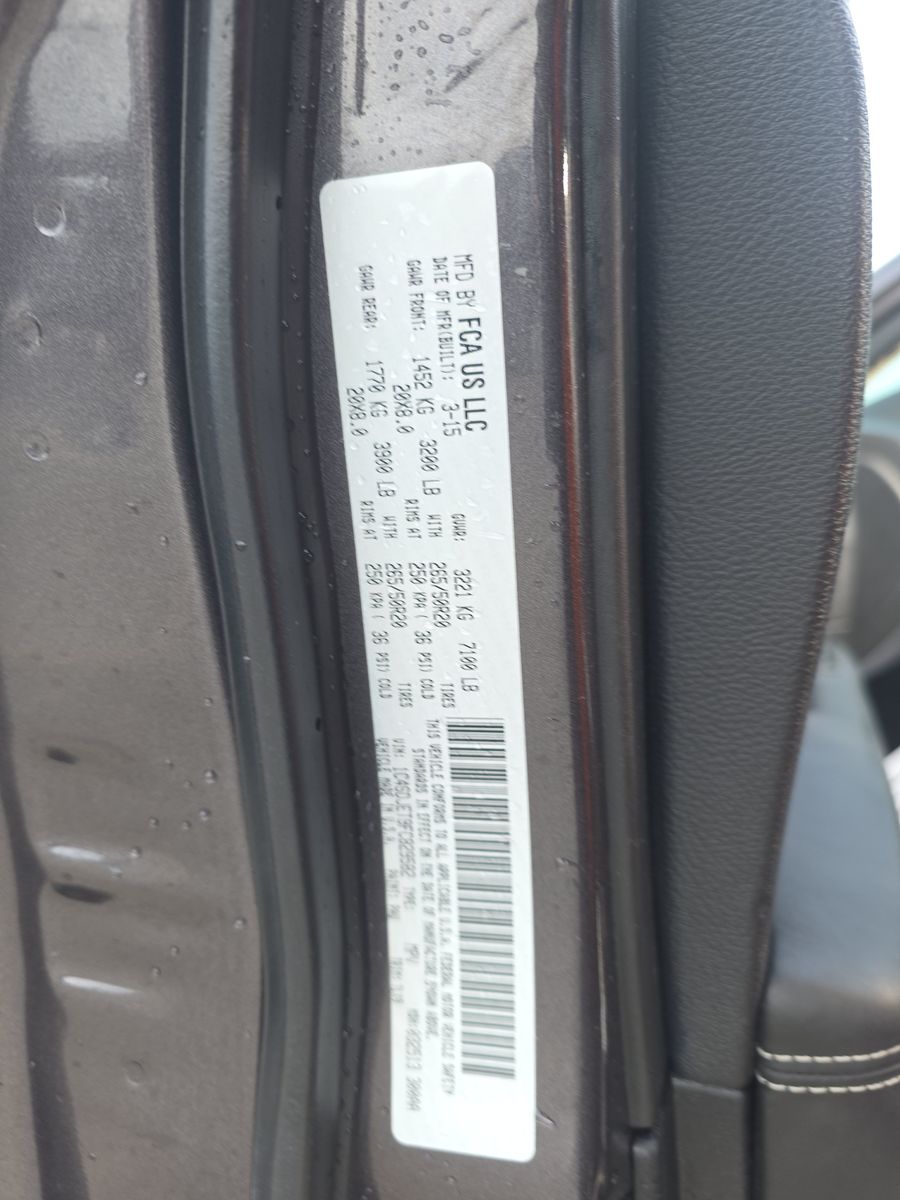 MFD BY FCA US LLC
DATE OF MFR(BUILT): 3-15 GVWR: 3221 KG 7100 LB
GAWR FRONT: 1452 KG 3200 LB WITH 265/50R20 TIRES
20X8.0 RIMS AT 250 KPA ( 36 PSI) COLD
GAWR REAR: 1770 KG 3900 LB WITH 265/50R20 TIRES
20X8.0 RIMS AT 250 KPA ( 36 PSI) COLD
THIS VEHICLE CONFORMS TO ALL APPLICABLE U.S.A. FEDERAL MOTOR VEHICLE SAFETY
STANDARDS IN EFFECT ON THE DATE OF MANUFACTURE SHOWN ABOVE.
VIN: TYPE: MPV
VEHICLE MADE IN U.S.A. PAINT: PAU